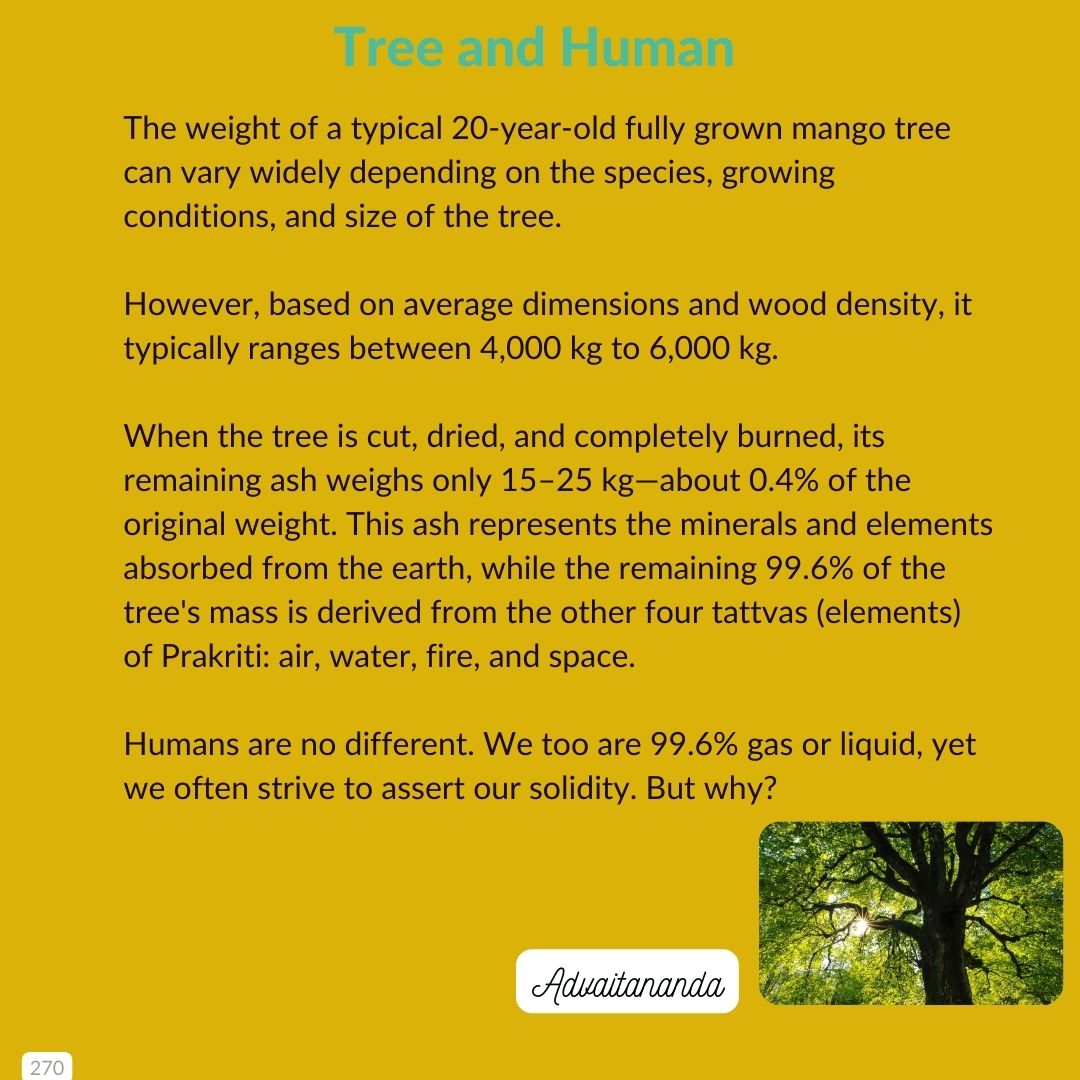 Tree and Human
The weight of a typical 20-year-old fully grown mango tree
can vary widely depending on the species, growing
conditions, and size of the tree.
However, based on average dimensions and wood density, it
typically ranges between 4,000 kg to 6,000 kg.
When the tree is cut, dried, and completely burned, its
remaining ash weighs only 15–25 kg—about 0.4% of the
original weight. This ash represents the minerals and elements
absorbed from the earth, while the remaining 99.6% of the
tree's mass is derived from the other four tattvas (elements)
of Prakriti: air, water, fire, and space.
Humans are no different. We too are 99.6% gas or liquid, yet
we often strive to assert our solidity. But why?
Advaitananda
270